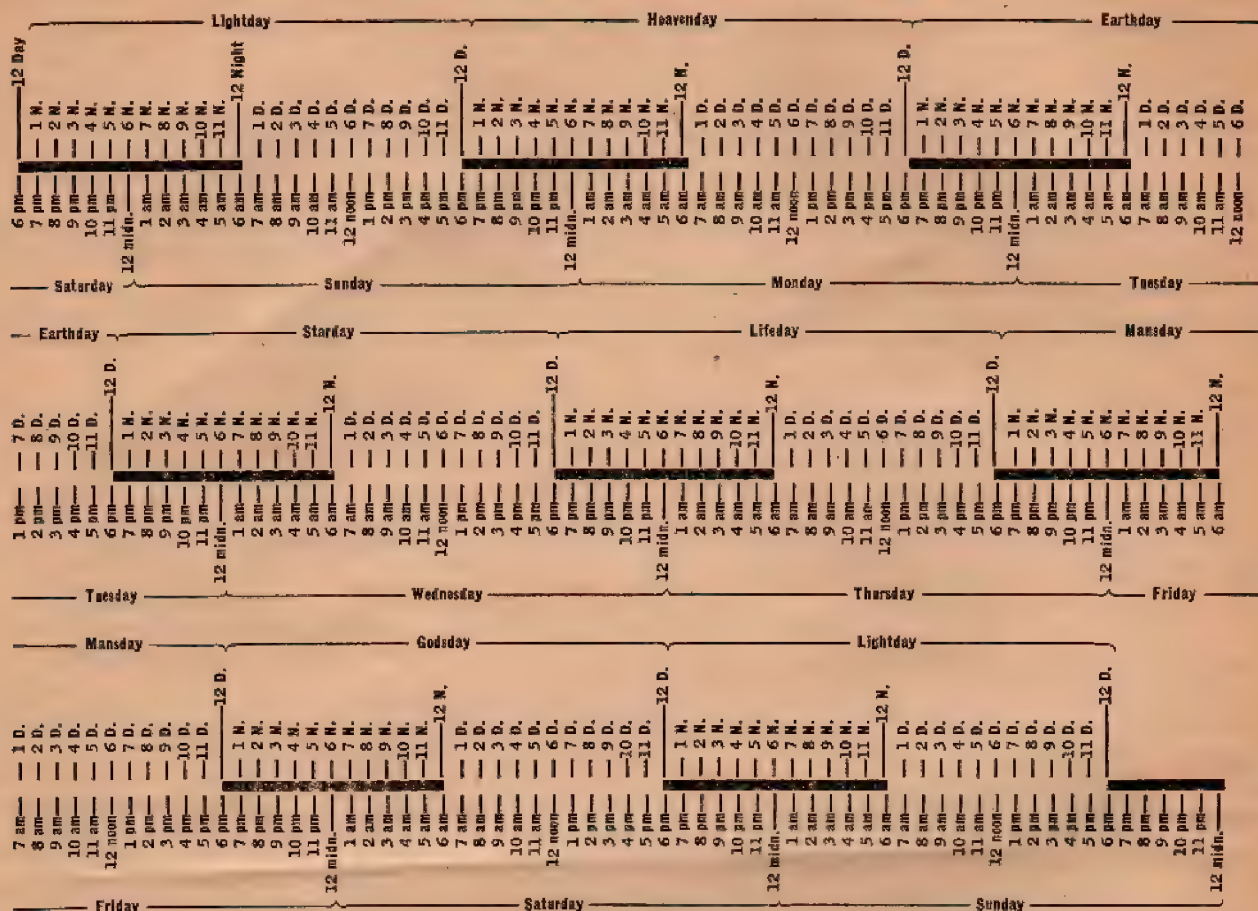 Lightday Heavenday Earthday
12 Day 1 N. 2 N. 3 N. 4 N. 5 N. 6 N. 7 N. 8 N. 9 N. 10 N. 11 N. 12 Night 1 D. 2 D. 3 D. 4 D. 5 D. 6 D. 7 D. 8 D. 9 D. 10 D. 11 D. 12 D. 1 N. 2 N. 3 N. 4 N. 5 N. 6 N. 7 N. 8 N. 9 N. 10 N. 11 N. 12 N. 1 D. 2 D. 3 D. 4 D. 5 D. 6 D. 7 D. 8 D. 9 D. 10 D. 11 D. 12 D. 1 N. 2 N. 3 N. 4 N. 5 N. 6 N. 7 N. 8 N. 9 N. 10 N. 11 N. 12 N. 1 D. 2 D. 3 D. 4 D. 5 D. 6 D.
6 pm 7 pm 8 pm 9 pm 10 pm 11 pm 12 midn. 1 am 2 am 3 am 4 am 5 am 6 am 7 am 8 am 9 am 10 am 11 am 12 noon 1 pm 2 pm 3 pm 4 pm 5 pm 6 pm 7 pm 8 pm 9 pm 10 pm 11 pm 12 midn. 1 am 2 am 3 am 4 am 5 am 6 am 7 am 8 am 9 am 10 am 11 am 12 noon 1 pm 2 pm 3 pm 4 pm 5 pm 6 pm 7 pm 8 pm 9 pm 10 pm 11 pm 12 midn. 1 am 2 am 3 am 4 am 5 am 6 am 7 am 8 am 9 am 10 am 11 am 12 noon
Saturday Sunday Monday Tuesday
Earthday Starday Lifeday Mansday
7 D. 8 D. 9 D. 10 D. 11 D. 12 D. 1 N. 2 N. 3 N. 4 N. 5 N. 6 N. 7 N. 8 N. 9 N. 10 N. 11 N. 12 N. 1 D. 2 D. 3 D. 4 D. 5 D. 6 D. 7 D. 8 D. 9 D. 10 D. 11 D. 12 D. 1 N. 2 N. 3 N. 4 N. 5 N. 6 N. 7 N. 8 N. 9 N. 10 N. 11 N. 12 N. 1 D. 2 D. 3 D. 4 D. 5 D. 6 D. 7 D. 8 D. 9 D. 10 D. 11 D. 12 D. 1 N. 2 N. 3 N. 4 N. 5 N. 6 N. 7 N. 8 N. 9 N. 10 N. 11 N. 12 N.
1 pm 2 pm 3 pm 4 pm 5 pm 6 pm 7 pm 8 pm 9 pm 10 pm 11 pm 12 midn. 1 am 2 am 3 am 4 am 5 am 6 am 7 am 8 am 9 am 10 am 11 am 12 noon 1 pm 2 pm 3 pm 4 pm 5 am 6 pm 7 pm 8 pm 9 pm 10 pm 11 pm 12 midn. 1 am 2 am 3 am 4 am 5 am 6 am 7 am 8 am 9 am 10 am 11 am 12 noon 1 pm 2 pm 3 pm 4 pm 5 pm 6 pm 7 pm 8 pm 9 pm 10 pm 11 pm 12 midn. 1 am 2 am 3 am 4 am 5 am 6 am
Tuesday Wednesday Thursday Friday
Mansday Godsday Lightday
1 D. 2 D. 3 D. 4 D. 5 D. 6 D. 7 D. 8 D. 9 D. 10 D. 11 D. 12 D. 1 N. 2 N. 3 N. 4 N. 5 N. 6 N. 7 N. 8 N. 9 N. 10 N. 11 N. 12 N. 1 D. 2 D. 3 D. 4 D. 5 D. 6 D. 7 D. 8 D. 9 D. 10 D. 11 D. 12 D. 1 N. 2 N. 3 N. 4 N. 5 N. 6 N. 7 N. 8 N. 9 N. 10 N. 11 N. 12 N. 1 D. 2 D. 3 D. 4 D. 5 D. 6 D. 7 D. 8 D. 9 D. 10 D. 11 D. 12 D.
7 am 8 am 9 am 10 am 11 am 12 noon 1 pm 2 pm 3 pm 4 pm 5 pm 6 pm 7 pm 8 pm 9 pm 10 pm 11 pm 12 midn. 1 am 2 am 3 am 4 am 5 am 6 am 7 am 8 am 9 am 10 am 11 am 12 noon 1 pm 2 pm 3 pm 4 pm 5 pm 6 pm 7 pm 8 pm 9 pm 10 pm 11 pm 12 midn. 1 am 2 am 3 am 4 am 5 am 6 am 7 am 8 am 9 am 10 am 11 am 12 noon 1 pm 2 pm 3 pm 4 pm 5 pm 6 pm 7 pm 8 pm 9 pm 10 pm 11 pm 12 midn.
Friday Saturday Sunday